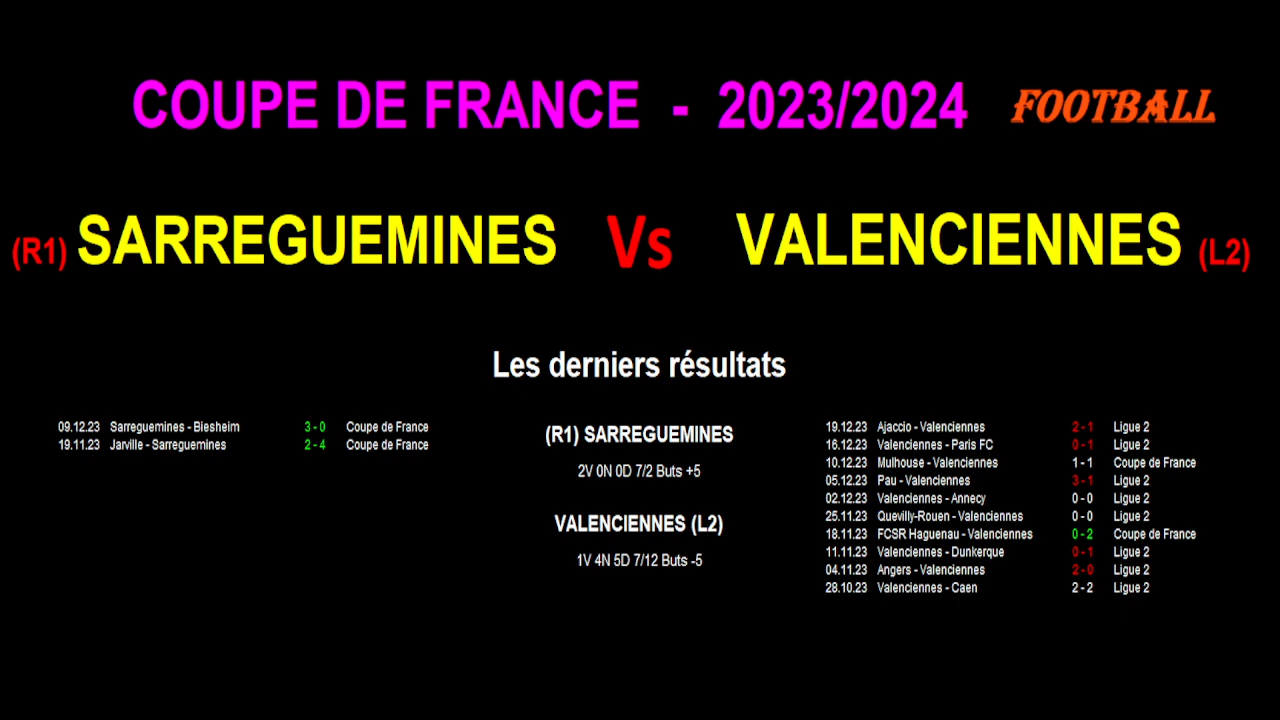 COUPE DE FRANCE - 2023/2024 FOOTBALL
(R1) SARREGUEMINES Vs VALENCIENNES (L2)
Les derniers résultats
09.12.23 Sarreguemines - Biesheim 3 - 0 Coupe de France
19.11.23 Jarville - Sarreguemines 2 - 4 Coupe de France
(R1) SARREGUEMINES
2V 0N 0D 7/2 Buts +5
VALENCIENNES (L2)
1V 4N 5D 7/12 Buts -5
19.12.23 Ajaccio - Valenciennes 2 - 1 Ligue 2
16.12.23 Valenciennes - Paris FC 0 - 1 Ligue 2
10.12.23 Mulhouse - Valenciennes 1 - 1 Coupe de France
05.12.23 Pau - Valenciennes 3 - 1 Ligue 2
02.12.23 Valenciennes - Annecy 0 - 0 Ligue 2
25.11.23 Quevilly-Rouen - Valenciennes 0 - 0 Ligue 2
18.11.23 FCSR Haguenau - Valenciennes 0 - 2 Coupe de France
11.11.23 Valenciennes - Dunkerque 0 - 1 Ligue 2
04.11.23 Angers - Valenciennes 2 - 0 Ligue 2
28.10.23 Valenciennes - Caen 2 - 2 Ligue 2